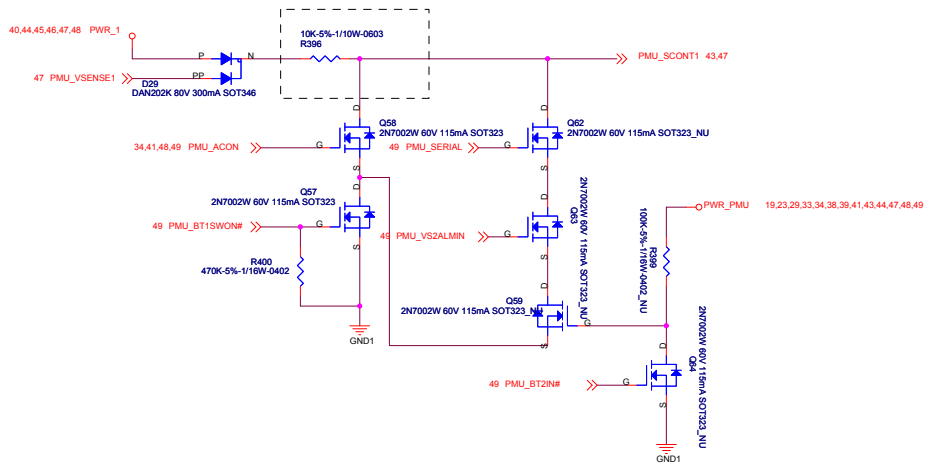 40,44,45,46,47,48 PWR_1
P
N
10K-5%-1/10W-0603
R396
PMU_SCONT1 43,47
47 PMU_VSENSE1
PP
D29
DAN202K 80V 300mA SOT346
D
Q58
2N7002W 60V 115mA SOT323
34,41,48,49 PMU_ACON
G
S
D
Q62
2N7002W 60V 115mA SOT323_NU
49 PMU_SERIAL
G
S
D
Q57
2N7002W 60V 115mA SOT323
49 PMU_BT1SWON#
G
S
R400
470K-5%-1/16W-0402
GND1
D
Q63
2N7002W 60V 115mA SOT323_NU
49 PMU_VS2ALMIN
G
S
PWR_PMU 19,23,29,33,34,38,39,41,43,44,47,48,49
R399
100K-5%-1/16W-0402_NU
D
Q59
2N7002W 60V 115mA SOT323_NU
G
S
D
Q64
2N7002W 60V 115mA SOT323_NU
49 PMU_BT2IN#
G
S
GND1